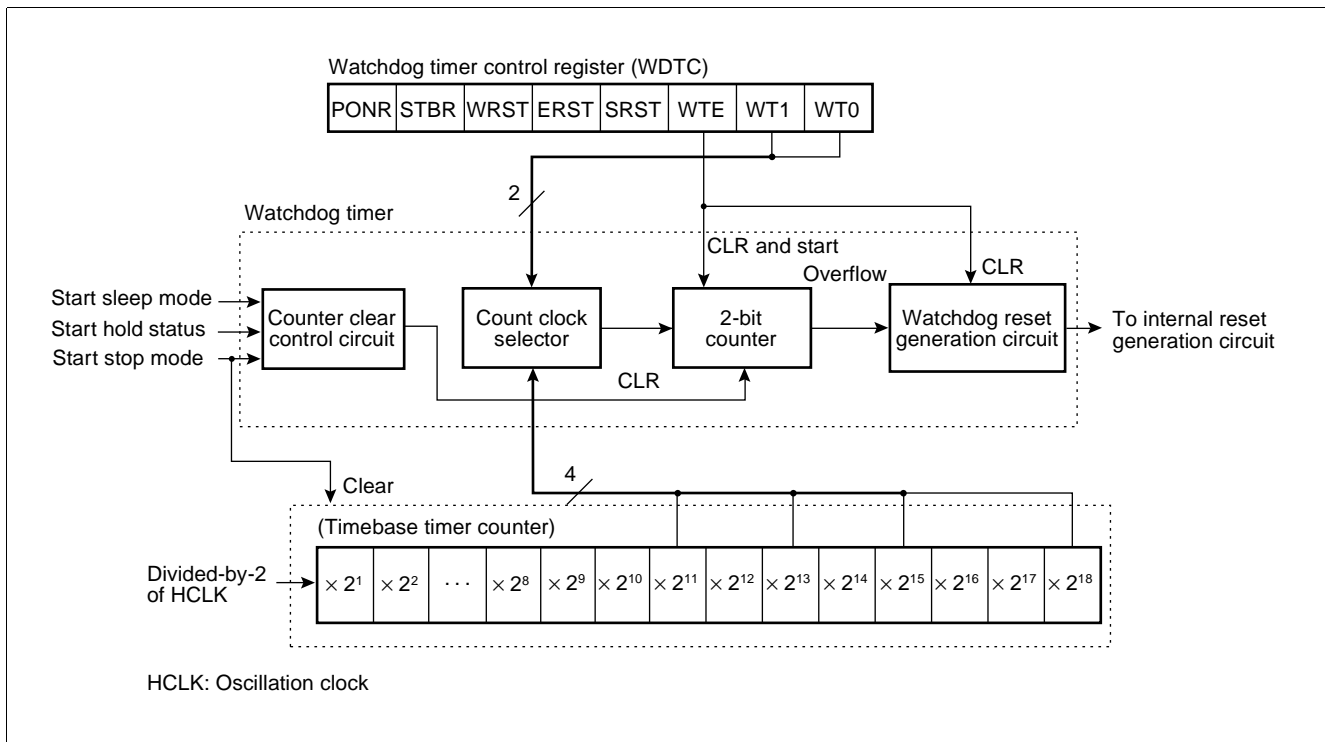 Watchdog timer control register (WDTC)
PONR STBR WRST ERST SRST WTE WT1 WT0
2
Watchdog timer
CLR and start
Overflow
CLR
Start sleep mode
Start hold status
Start stop mode
Counter clear
control circuit
Count clock
selector
2-bit
counter
Watchdog reset
generation circuit
To internal reset
generation circuit
CLR
4
Clear
(Timebase timer counter)
Divided-by-2
of HCLK
× 2¹ × 2² ··· × 2⁸ × 2⁹ × 2¹⁰ × 2¹¹ × 2¹² × 2¹³ × 2¹⁴ × 2¹⁵ × 2¹⁶ × 2¹⁷ × 2¹⁸
HCLK: Oscillation clock